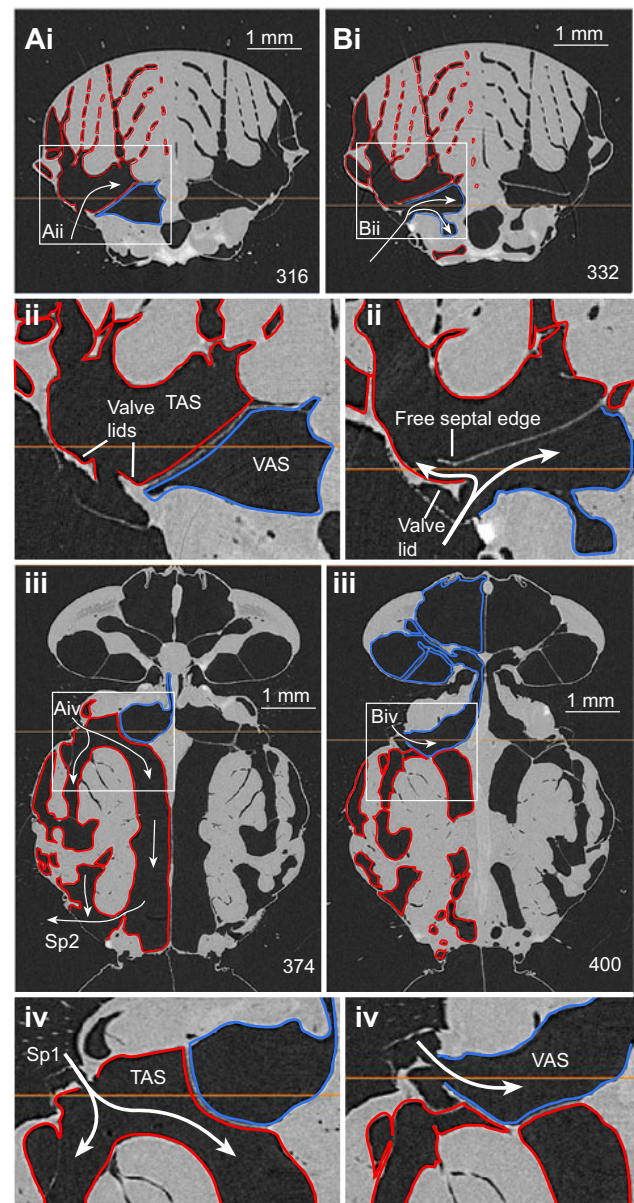 Ai
1 mm
Aii
316
Bi
1 mm
Bii
332
ii
Valve
lids
TAS
VAS
ii
Free septal edge
Valve
lid
iii
Aiv
1 mm
Sp2
374
iii
Biv
1 mm
400
iv
Sp1
TAS
iv
VAS